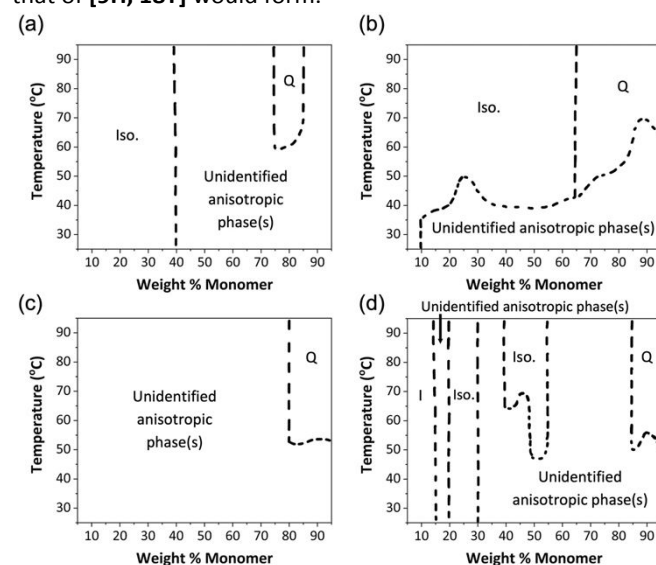 that of [9H, 18T] would form.
(a)
Temperature (°C)
90
80
70
60
50
40
30
Iso.
Q
Unidentified
anisotropic
phase(s)
10 20 30 40 50 60 70 80 90
Weight % Monomer
(b)
Temperature (°C)
90
80
70
60
50
40
30
Iso.
Q
Unidentified anisotropic phase(s)
10 20 30 40 50 60 70 80 90
Weight % Monomer
(c)
Temperature (°C)
90
80
70
60
50
40
30
Q
Unidentified
anisotropic
phase(s)
10 20 30 40 50 60 70 80 90
Weight % Monomer
(d)
Unidentified anisotropic phase(s)
Temperature (°C)
90
80
70
60
50
40
30
I
Iso.
Iso.
Q
Unidentified
anisotropic phase(s)
10 20 30 40 50 60 70 80 90
Weight % Monomer